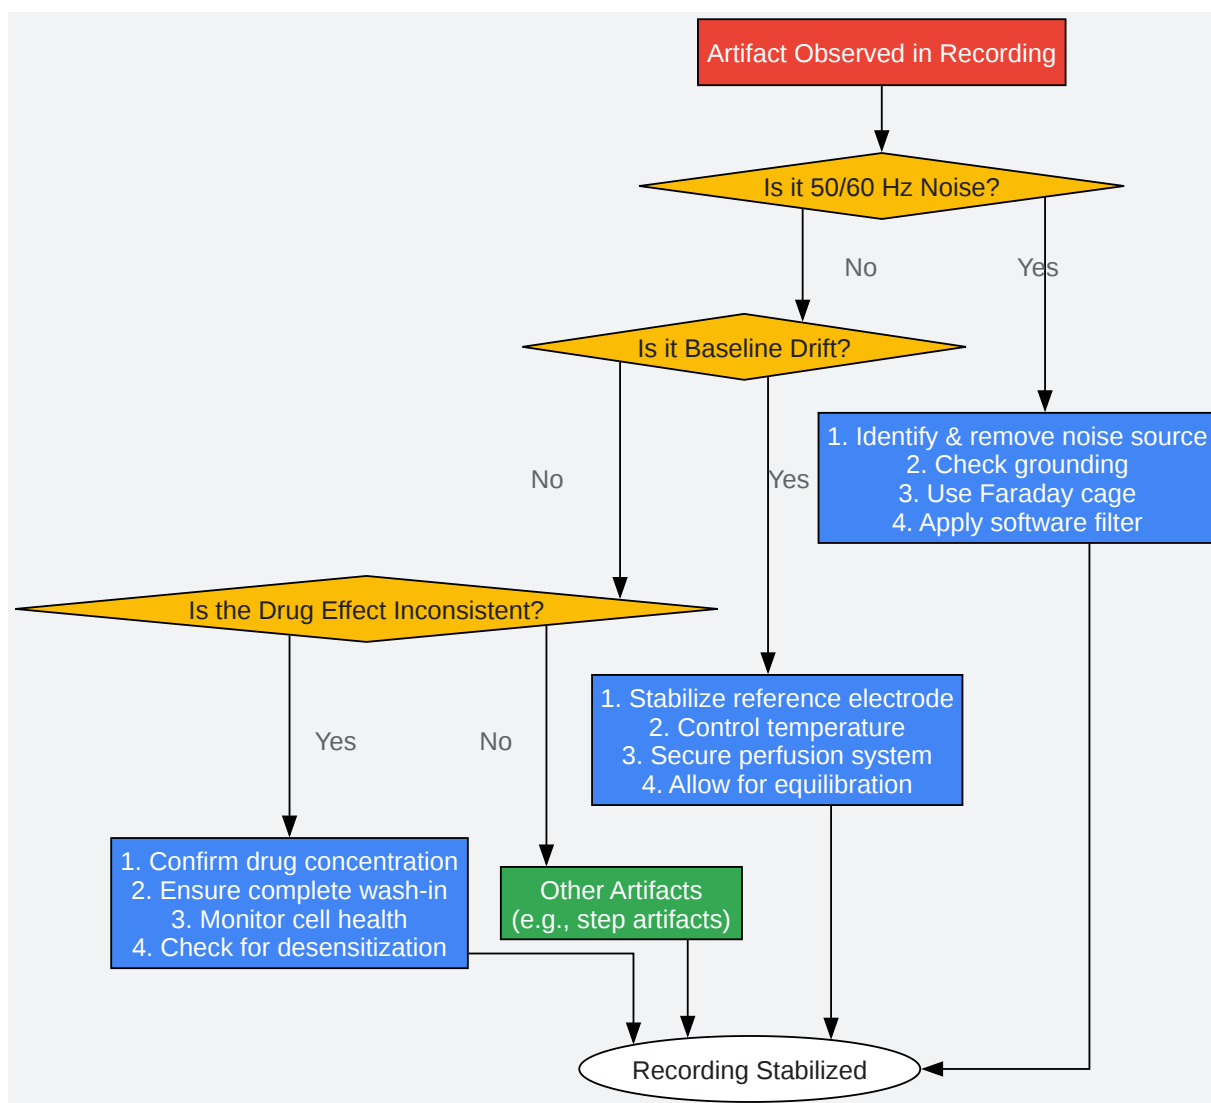 Artifact Observed in Recording
Is it 50/60 Hz Noise?
No
Yes
Is it Baseline Drift?
1. Identify & remove noise source
2. Check grounding
3. Use Faraday cage
4. Apply software filter
No
Yes
Is the Drug Effect Inconsistent?
1. Stabilize reference electrode
2. Control temperature
3. Secure perfusion system
4. Allow for equilibration
Yes
No
1. Confirm drug concentration
2. Ensure complete wash-in
3. Monitor cell health
4. Check for desensitization
Other Artifacts
(e.g., step artifacts)
Recording Stabilized